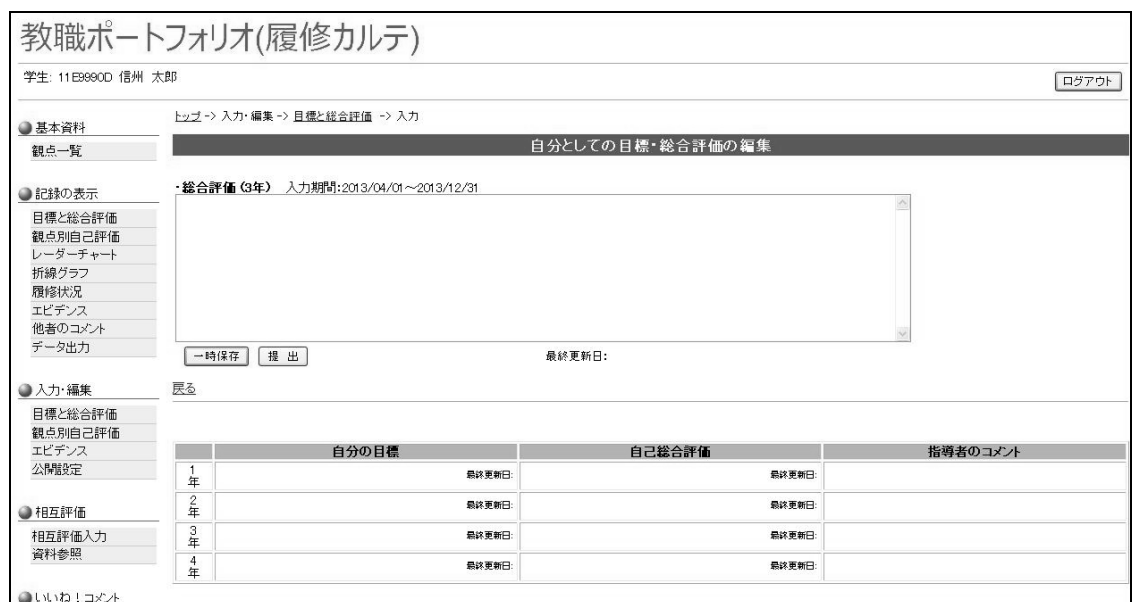 教職ポートフォリオ(履修カルテ)
学生: 11E9990D 信州 太郎
ログアウト
基本資料
観点一覧
記録の表示
目標と総合評価
観点別自己評価
レーダーチャート
折線グラフ
履修状況
エビデンス
他者のコメント
データ出力
入力・編集
目標と総合評価
観点別自己評価
エビデンス
公開設定
相互評価
相互評価入力
資料参照
いいね!コメント
トップ -> 入力・編集 -> 目標と総合評価 -> 入力
自分としての目標・総合評価の編集
・総合評価 (3年) 入力期間:2013/04/01～2013/12/31
一時保存 提 出 最終更新日:
戻る
自分の目標 自己総合評価 指導者のコメント
1年 最終更新日: 最終更新日:
2年 最終更新日: 最終更新日:
3年 最終更新日: 最終更新日:
4年 最終更新日: 最終更新日: